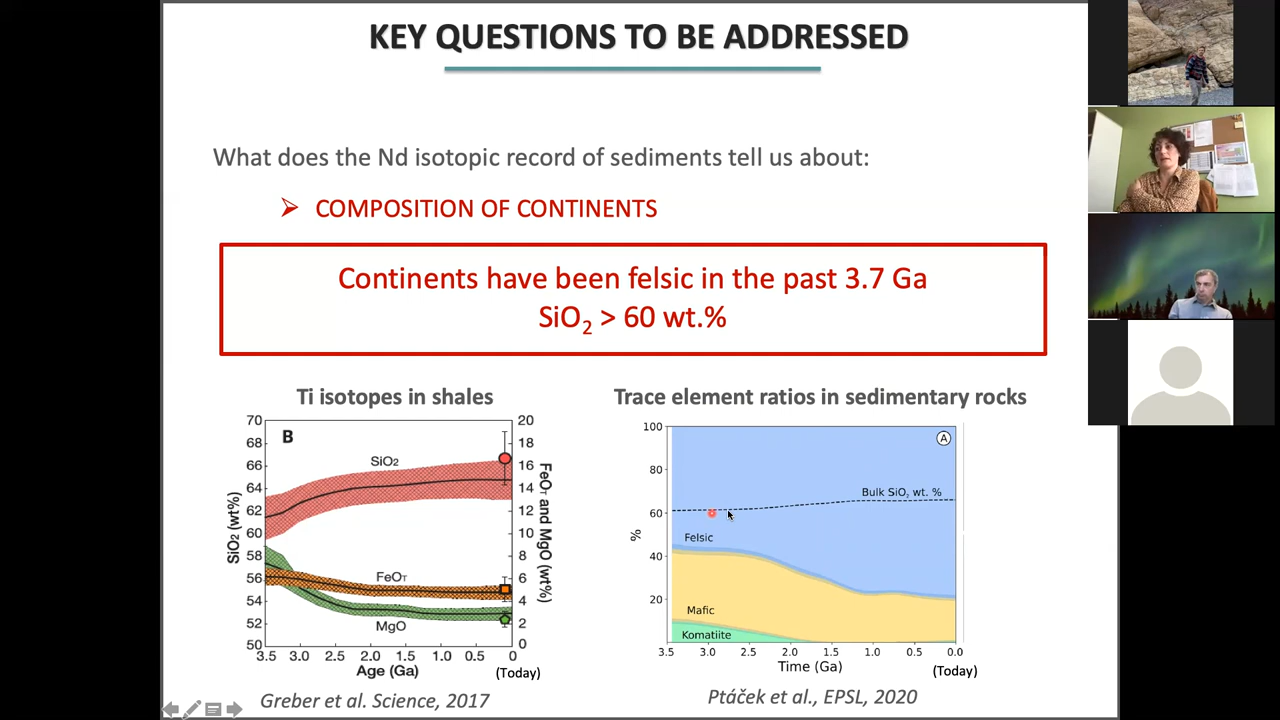 KEY QUESTIONS TO BE ADDRESSED
What does the Nd isotopic record of sediments tell us about:
➢ COMPOSITION OF CONTINENTS
Continents have been felsic in the past 3.7 Ga
SiO₂ > 60 wt.%
Ti isotopes in shales
B
SiO₂
FeOT
MgO
SiO₂ (wt%)
70
68
66
64
62
60
58
56
54
52
50
20
18
16
14
12
10
8
6
4
2
0
FeOT and MgO (wt%)
3.5 3.0 2.5 2.0 1.5 1.0 0.5 0
Age (Ga)
(Today)
Greber et al. Science, 2017
Trace element ratios in sedimentary rocks
A
100
80
60
40
20
%
Bulk SiO₂ wt. %
Felsic
Mafic
Komatiite
3.5 3.0 2.5 2.0 1.5 1.0 0.5 0.0
Time (Ga)
(Today)
Ptáček et al., EPSL, 2020